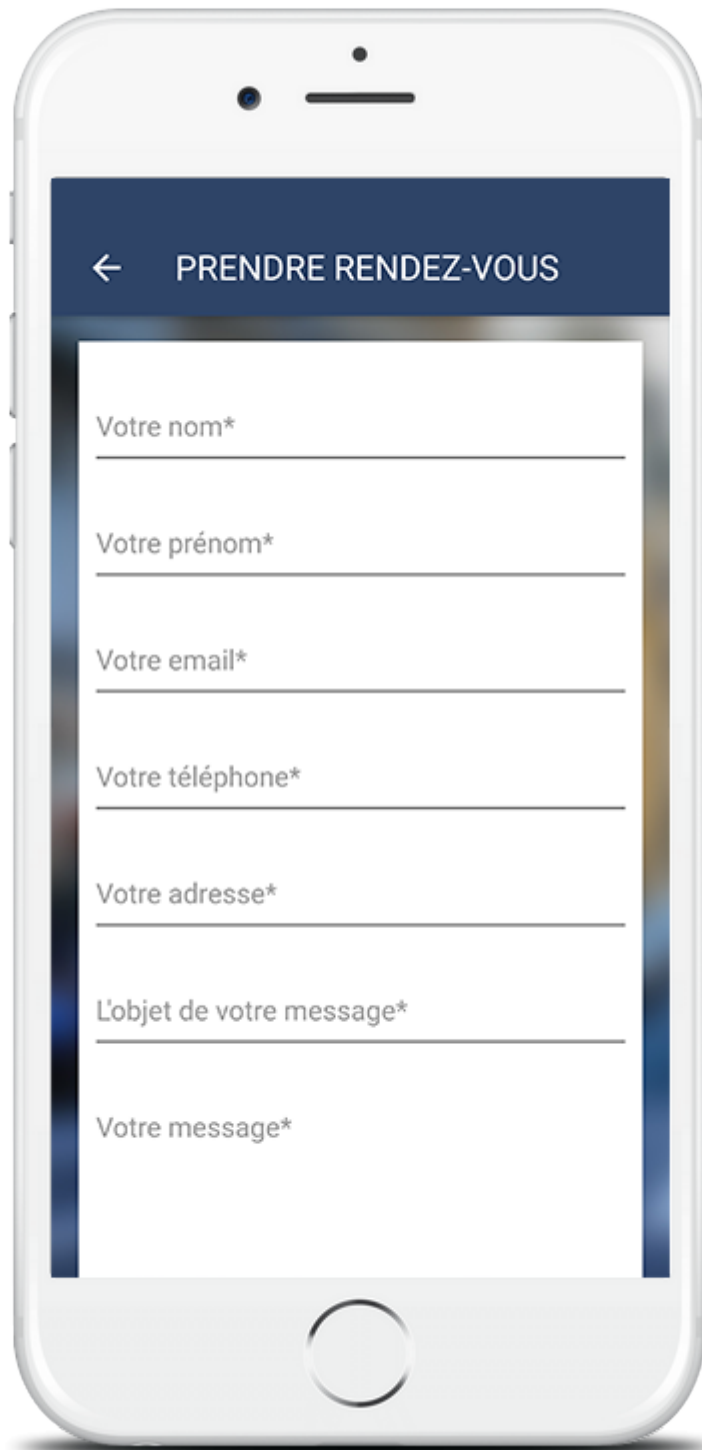 PRENDRE RENDEZ-VOUS
Votre nom*
Votre prénom*
Votre email*
Votre téléphone*
Votre adresse*
L'objet de votre message*
Votre message*